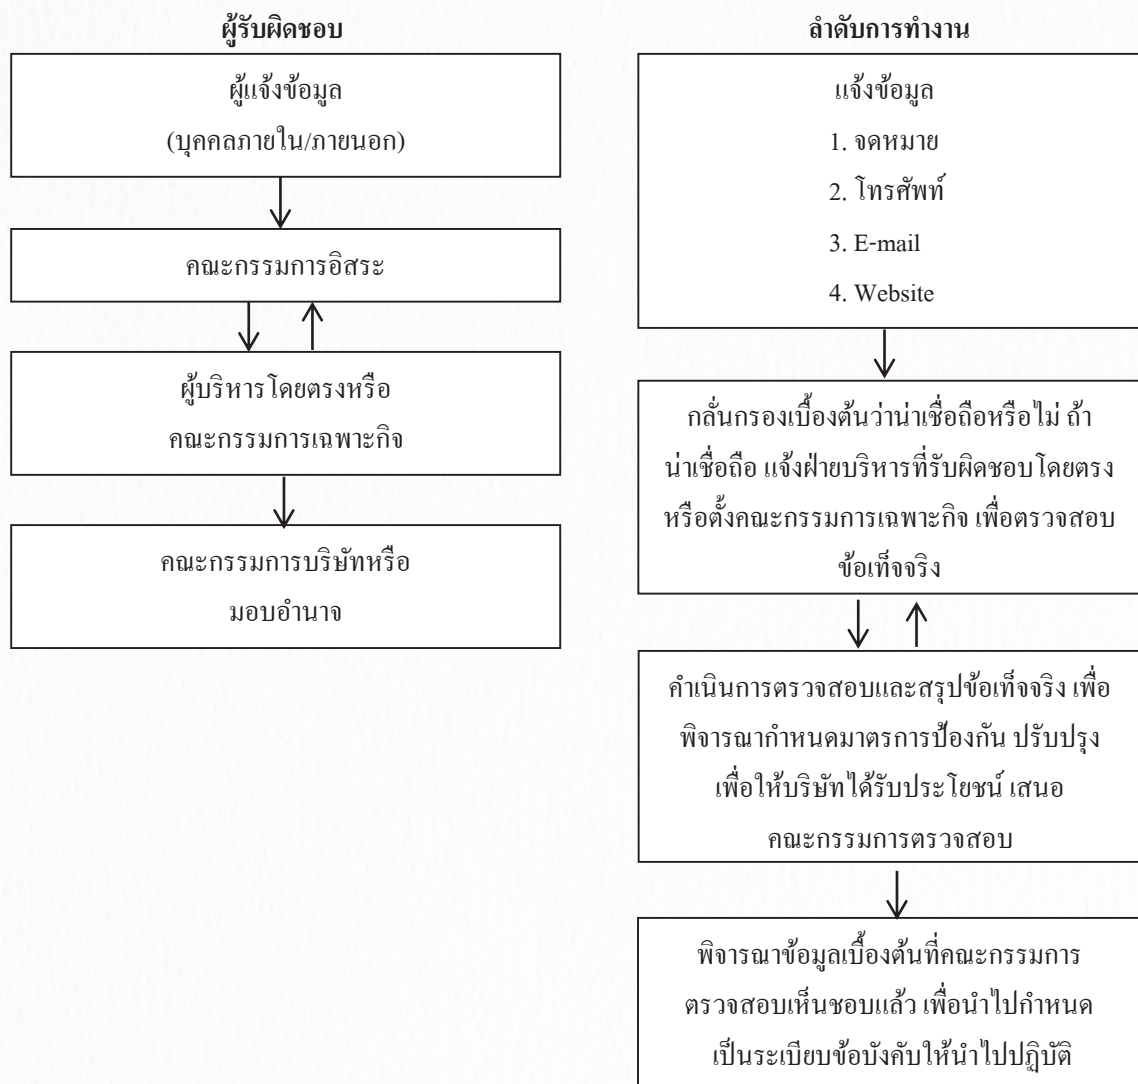 ผู้รับผิดชอบ
ผู้แจ้งข้อมูล
(บุคคลภายใน/ภายนอก)
คณะกรรมการอิสระ
ผู้บริหารโดยตรงหรือ
คณะกรรมการเฉพาะกิจ
คณะกรรมการบริษัทหรือ
มอบอำนาจ
ลำดับการทำงาน
แจ้งข้อมูล
1. จดหมาย
2. โทรศัพท์
3. E-mail
4. Website
กลั่นกรองเบื้องต้นว่าน่าเชื่อถือหรือไม่ ถ้า
น่าเชื่อถือ แจ้งฝ่ายบริหารที่รับผิดชอบโดยตรง
หรือตั้งคณะกรรมการเฉพาะกิจ เพื่อตรวจสอบ
ข้อเท็จจริง
คำเนินการตรวจสอบและสรุปข้อเท็จจริง เพื่อ
พิจารณากำหนดมาตรการป้องกัน ปรับปรุง
เพื่อให้บริษัทได้รับประโยชน์ เสนอ
คณะกรรมการตรวจสอบ
พิจารณาข้อมูลเบื้องต้นที่คณะกรรมการ
ตรวจสอบเห็นชอบแล้ว เพื่อนำไปกำหนด
เป็นระเบียบข้อบังคับให้นำไปปฏิบัติ